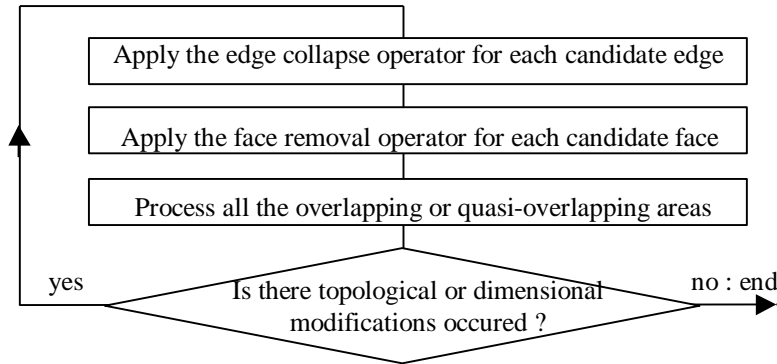 Apply the edge collapse operator for each candidate edge
Apply the face removal operator for each candidate face
Process all the overlapping or quasi-overlapping areas
yes
no : end
Is there topological or dimensional
modifications occured ?